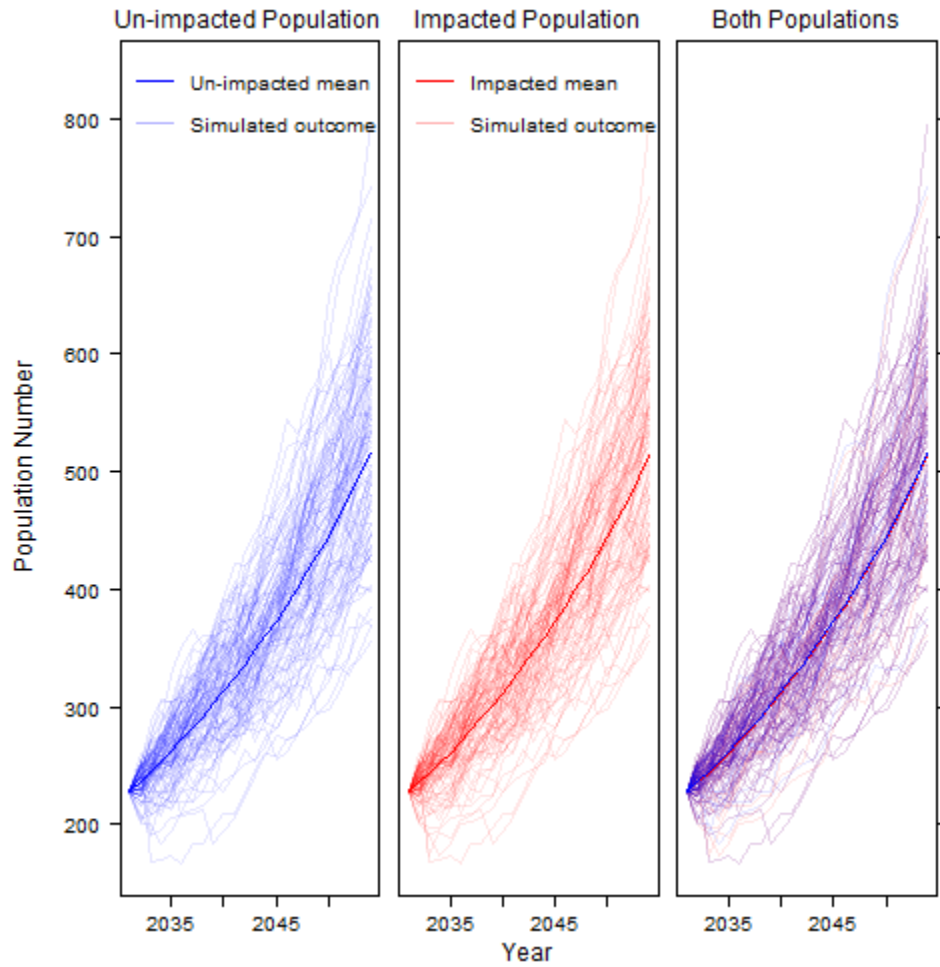 Un-impacted Population
Impacted Population
Both Populations
Un-impacted mean
Simulated outcome
Impacted mean
Simulated outcome
Population Number
800
700
600
500
400
300
200
2035
2045
2035
2045
2035
2045
Year